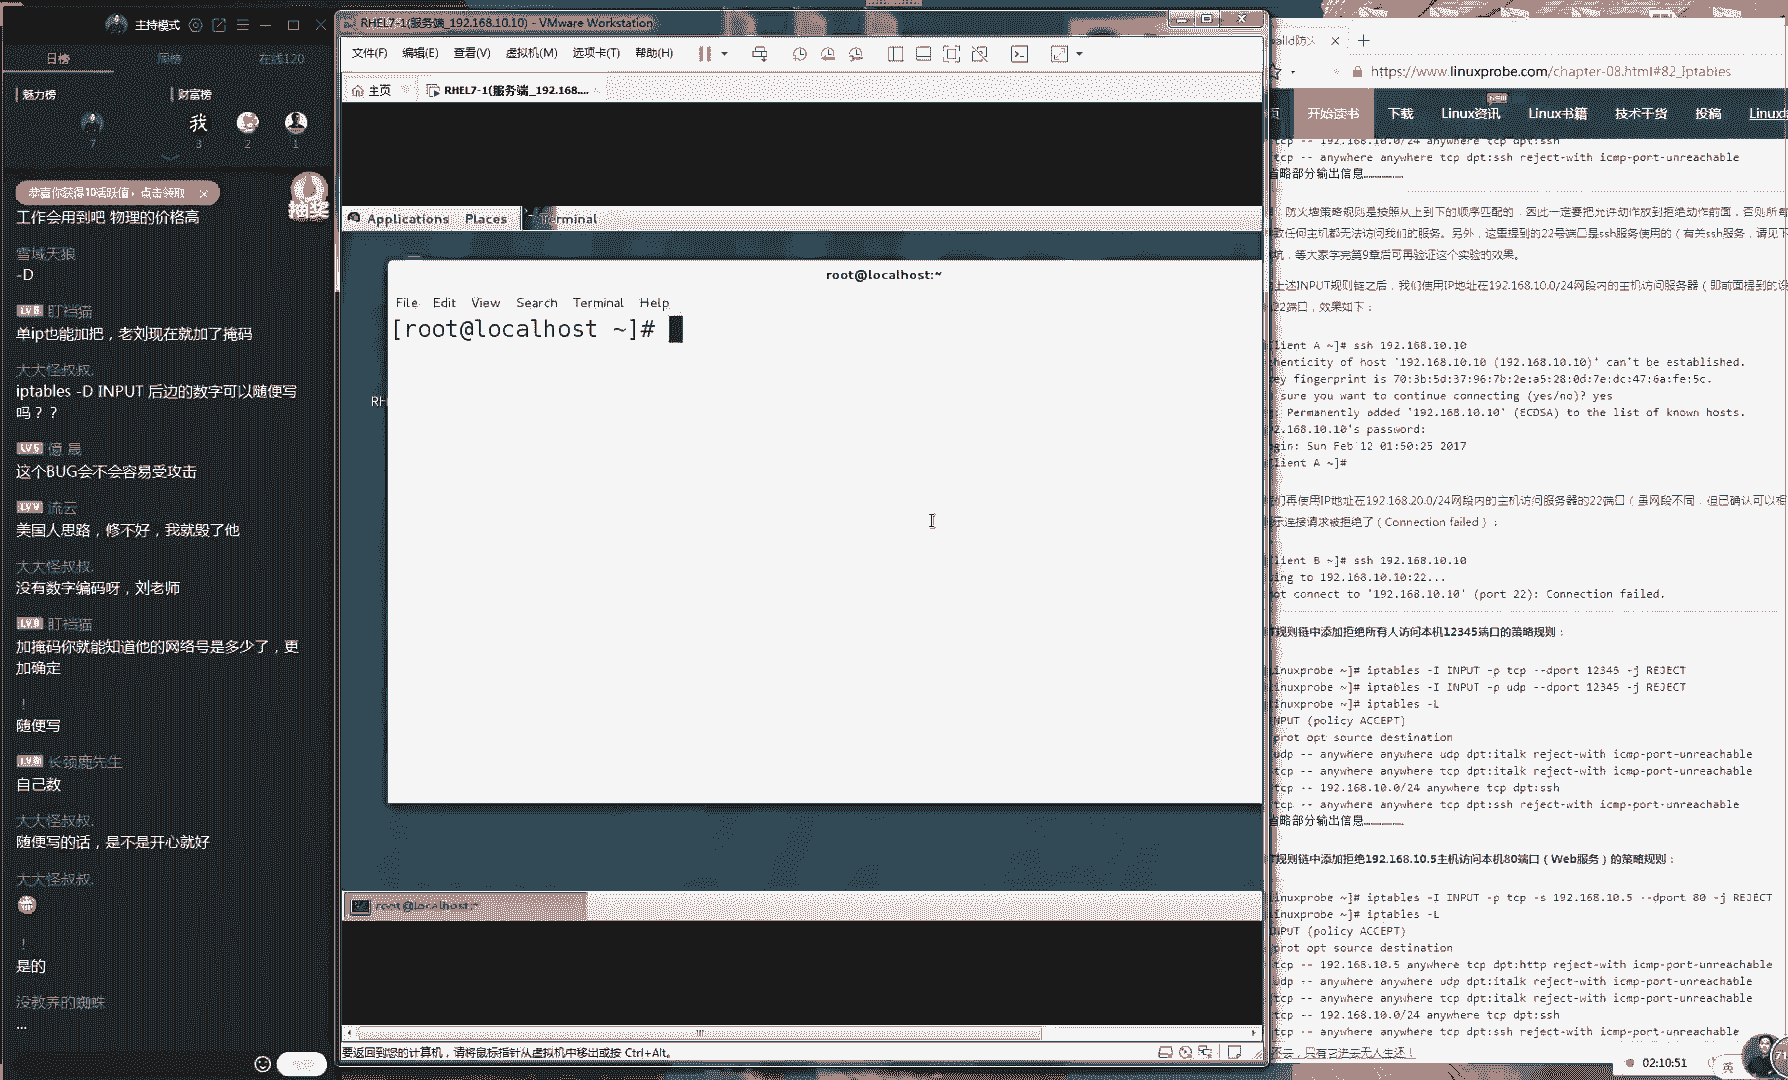 主持模式
日榜
周榜
在线120
魅力榜
财富榜
7
我
3
2
1
恭喜你获得10活跃值，点击领取
抽奖
工作会用到吧 物理的价格高
雪域天狼
-D
盯裆猫
单ip也能加把，老刘现在就加了掩码
大大怪叔叔.
iptables -D INPUT 后边的数字可以随便写吗？？
LV 5 億 晨
这个BUG会不会容易受攻击
流云
美国人思路，修不好，我就毁了他
大大怪叔叔.
没有数字编码呀，刘老师
盯裆猫
加掩码你就能知道他的网络号是多少了，更加确定
！
随便写
长颈鹿先生
自己数
大大怪叔叔.
随便写的话，是不是开心就好
大大怪叔叔.
！
是的
没教养的蜘蛛
...
RHEL7-1(服务端_192.168.10.10) - VMware Workstation
文件(F) 编辑(E) 查看(V) 虚拟机(M) 选项卡(T) 帮助(H)
主页
RHEL7-1(服务端_192.168....
Applications Places Terminal
root@localhost:~
File Edit View Search Terminal Help
[root@localhost ~]#
RH
root@localhost:~
要返回到您的计算机，请将鼠标指针从虚拟机中移出或按 Ctrl+Alt。
https://www.linuxprobe.com/chapter-08.html#82_Iptables
开始读书 下载 Linux资讯 Linux书籍 技术干货 投稿
tcp -- 192.168.10.0/24 anywhere tcp dpt:ssh
tcp -- anywhere anywhere tcp dpt:ssh reject-with icmp-port-unreachable
省略部分输出信息
防火墙策略规则是按照从上到下的顺序匹配的，因此一定要把允许动作放到拒绝动作前面，否则所有
致任何主机都无法访问我们的服务。另外，这里提到的22号端口是ssh服务使用的（有关ssh服务，请见下
坑，等大家学完第9章后可再验证这个实验的效果。
上述INPUT规则链之后，我们使用IP地址在192.168.10.0/24网段内的主机访问服务器（即前面提到的设
22端口，效果如下：
lient A ~]# ssh 192.168.10.10
henticity of host '192.168.10.10 (192.168.10.10)' can't be established.
ey fingerprint is 70:3b:5d:37:96:7b:2e:a5:28:0d:7e:dc:47:6a:fe:5c.
sure you want to continue connecting (yes/no)? yes
: Permanently added '192.168.10.10' (ECDSA) to the list of known hosts.
2.168.10.10's password:
gin: Sun Feb 12 01:50:25 2017
lient A ~]#
们再使用IP地址在192.168.20.0/24网段内的主机访问服务器的22端口（虽网段不同，但已确认可以相
示连接请求被拒绝了（Connection failed）：
lient B ~]# ssh 192.168.10.10
ing to 192.168.10.10:22...
ot connect to '192.168.10.10' (port 22): Connection failed.
规则链中添加拒绝所有人访问本机12345端口的策略规则：
linuxprobe ~]# iptables -I INPUT -p tcp --dport 12345 -j REJECT
linuxprobe ~]# iptables -I INPUT -p udp --dport 12345 -j REJECT
linuxprobe ~]# iptables -L
NPUT (policy ACCEPT)
prot opt source destination
udp -- anywhere anywhere udp dpt:italk reject-with icmp-port-unreachable
tcp -- anywhere anywhere tcp dpt:italk reject-with icmp-port-unreachable
tcp -- 192.168.10.0/24 anywhere tcp dpt:ssh
tcp -- anywhere anywhere tcp dpt:ssh reject-with icmp-port-unreachable
省略部分输出信息
规则链中添加拒绝192.168.10.5主机访问本机80端口（Web服务）的策略规则：
linuxprobe ~]# iptables -I INPUT -p tcp -s 192.168.10.5 --dport 80 -j REJECT
linuxprobe ~]# iptables -L
NPUT (policy ACCEPT)
prot opt source destination
tcp -- 192.168.10.5 anywhere tcp dpt:http reject-with icmp-port-unreachable
udp -- anywhere anywhere udp dpt:italk reject-with icmp-port-unreachable
tcp -- anywhere anywhere tcp dpt:italk reject-with icmp-port-unreachable
tcp -- 192.168.10.0/24 anywhere tcp dpt:ssh
tcp -- anywhere anywhere tcp dpt:ssh reject-with icmp-port-unreachable
02:10:51
英
71